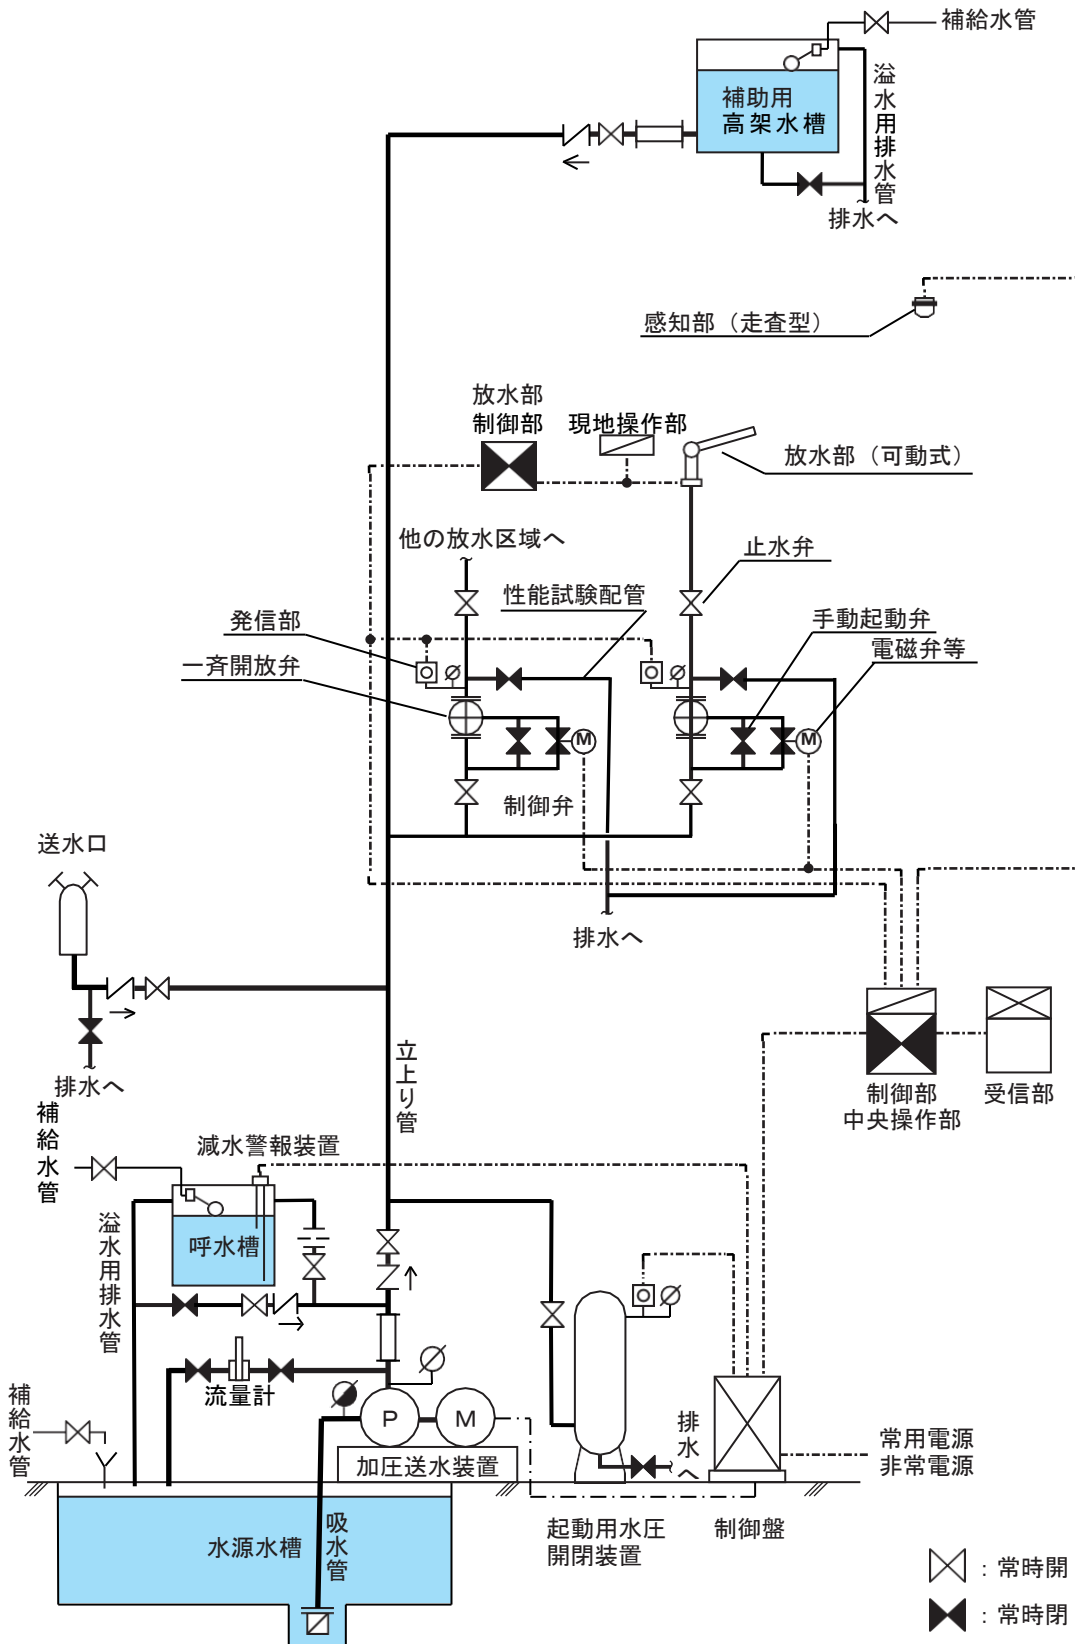 補給水管
補助用
高架水槽
溢水用排水管
排水へ
感知部（走査型）
放水部
制御部
現地操作部
放水部（可動式）
他の放水区域へ
止水弁
性能試験配管
発信部
手動起動弁
一斉開放弁
電磁弁等
M
M
制御弁
送水口
排水へ
排水へ
立上り管
制御部
中央操作部
受信部
補給水管
減水警報装置
溢水用排水管
呼水槽
流量計
補給水管
P
M
加圧送水装置
排水へ
常用電源
非常電源
水源水槽
吸水管
起動用水圧
開閉装置
制御盤
：常時開
：常時閉